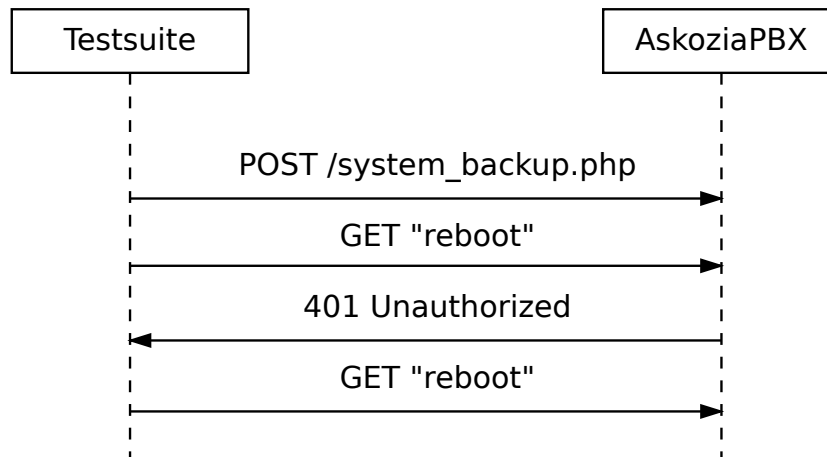 Testsuite
AskoziaPBX
POST /system_backup.php
GET "reboot"
401 Unauthorized
GET "reboot"